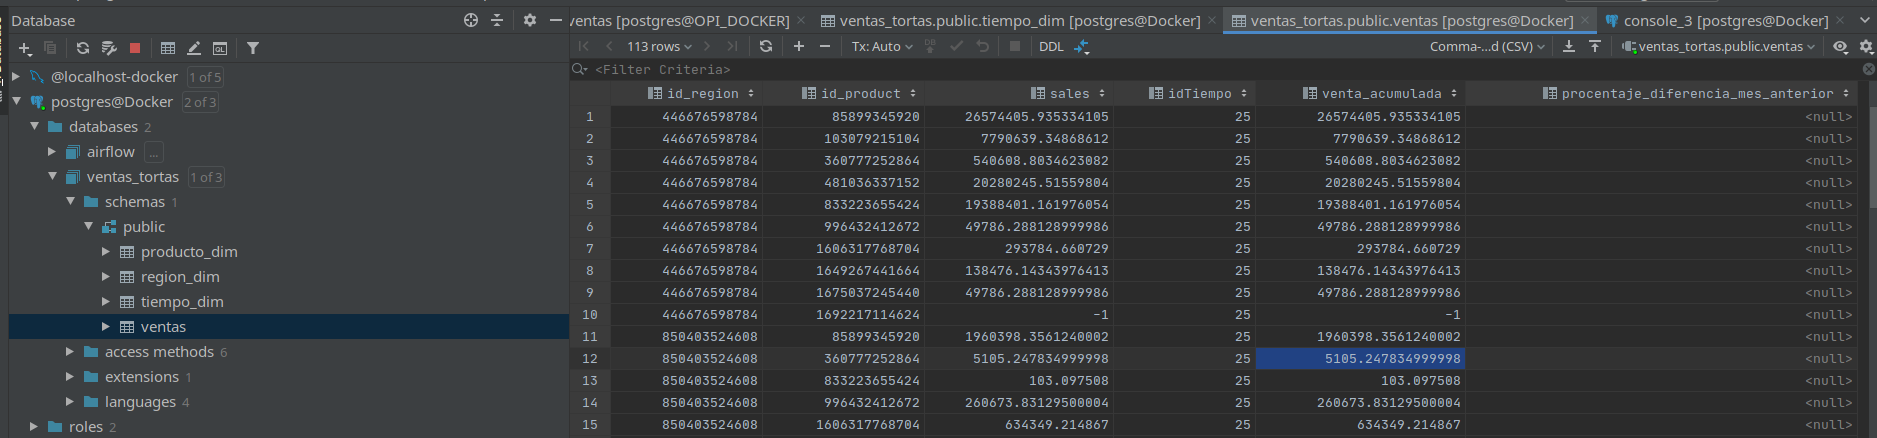 Database
ventas [postgres@OPI_DOCKER]
ventas_tortas.public.tiempo_dim [postgres@Docker]
ventas_tortas.public.ventas [postgres@Docker]
console_3 [postgres@Docker]
113 rows
Tx: Auto
DDL
Comma-...d (CSV)
ventas_tortas.public.ventas
<Filter Criteria>
@localhost-docker 1 of 5
postgres@Docker 2 of 3
databases 2
airflow ...
ventas_tortas 1 of 3
schemas 1
public
producto_dim
region_dim
tiempo_dim
ventas
access methods 6
extensions 1
languages 4
roles 2
id_region id_product sales idTiempo venta_acumulada procentaje_diferencia_mes_anterior
1 446676598784 85899345920 26574405.935334105 25 26574405.935334105 <null>
2 446676598784 103079215104 7790639.34868612 25 7790639.34868612 <null>
3 446676598784 360777252864 540608.8034623082 25 540608.8034623082 <null>
4 446676598784 481036337152 20280245.51559804 25 20280245.51559804 <null>
5 446676598784 833223655424 19388401.161976054 25 19388401.161976054 <null>
6 446676598784 996432412672 49786.288128999986 25 49786.288128999986 <null>
7 446676598784 1606317768704 293784.660729 25 293784.660729 <null>
8 446676598784 1649267441664 138476.14343976413 25 138476.14343976413 <null>
9 446676598784 1675037245440 49786.288128999986 25 49786.288128999986 <null>
10 446676598784 1692217114624 -1 25 -1 <null>
11 850403524608 85899345920 1960398.3561240002 25 1960398.3561240002 <null>
12 850403524608 360777252864 5105.247834999998 25 5105.247834999998 <null>
13 850403524608 833223655424 103.097508 25 103.097508 <null>
14 850403524608 996432412672 260673.83129500004 25 260673.83129500004 <null>
15 850403524608 1606317768704 634349.214867 25 634349.214867 <null>